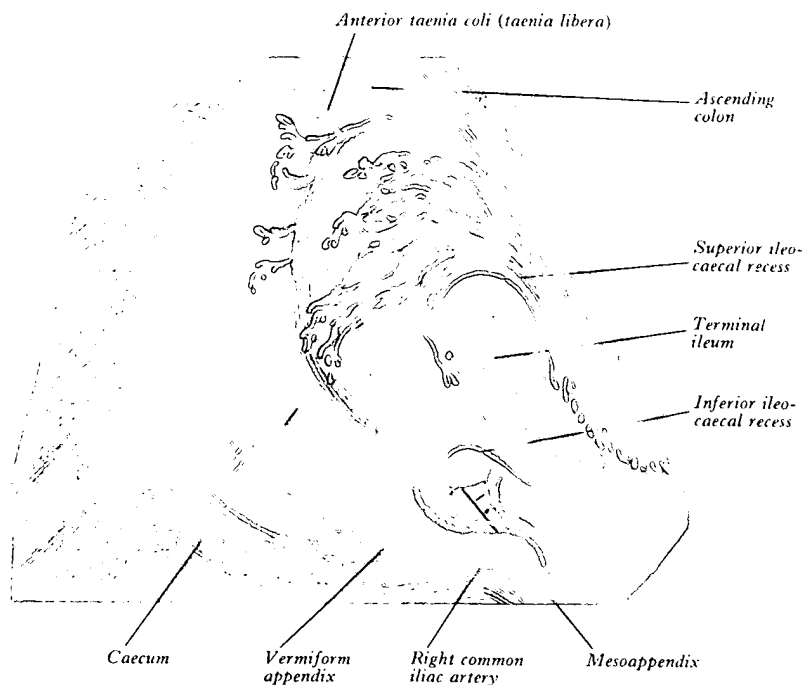 Anterior taenia coli (taenia libera)
Ascending
colon
Superior ileo-
caecal recess
Terminal
ileum
Inferior ileo-
caecal recess
Caecum
Vermiform
appendix
Right common
iliac artery
Mesoappendix